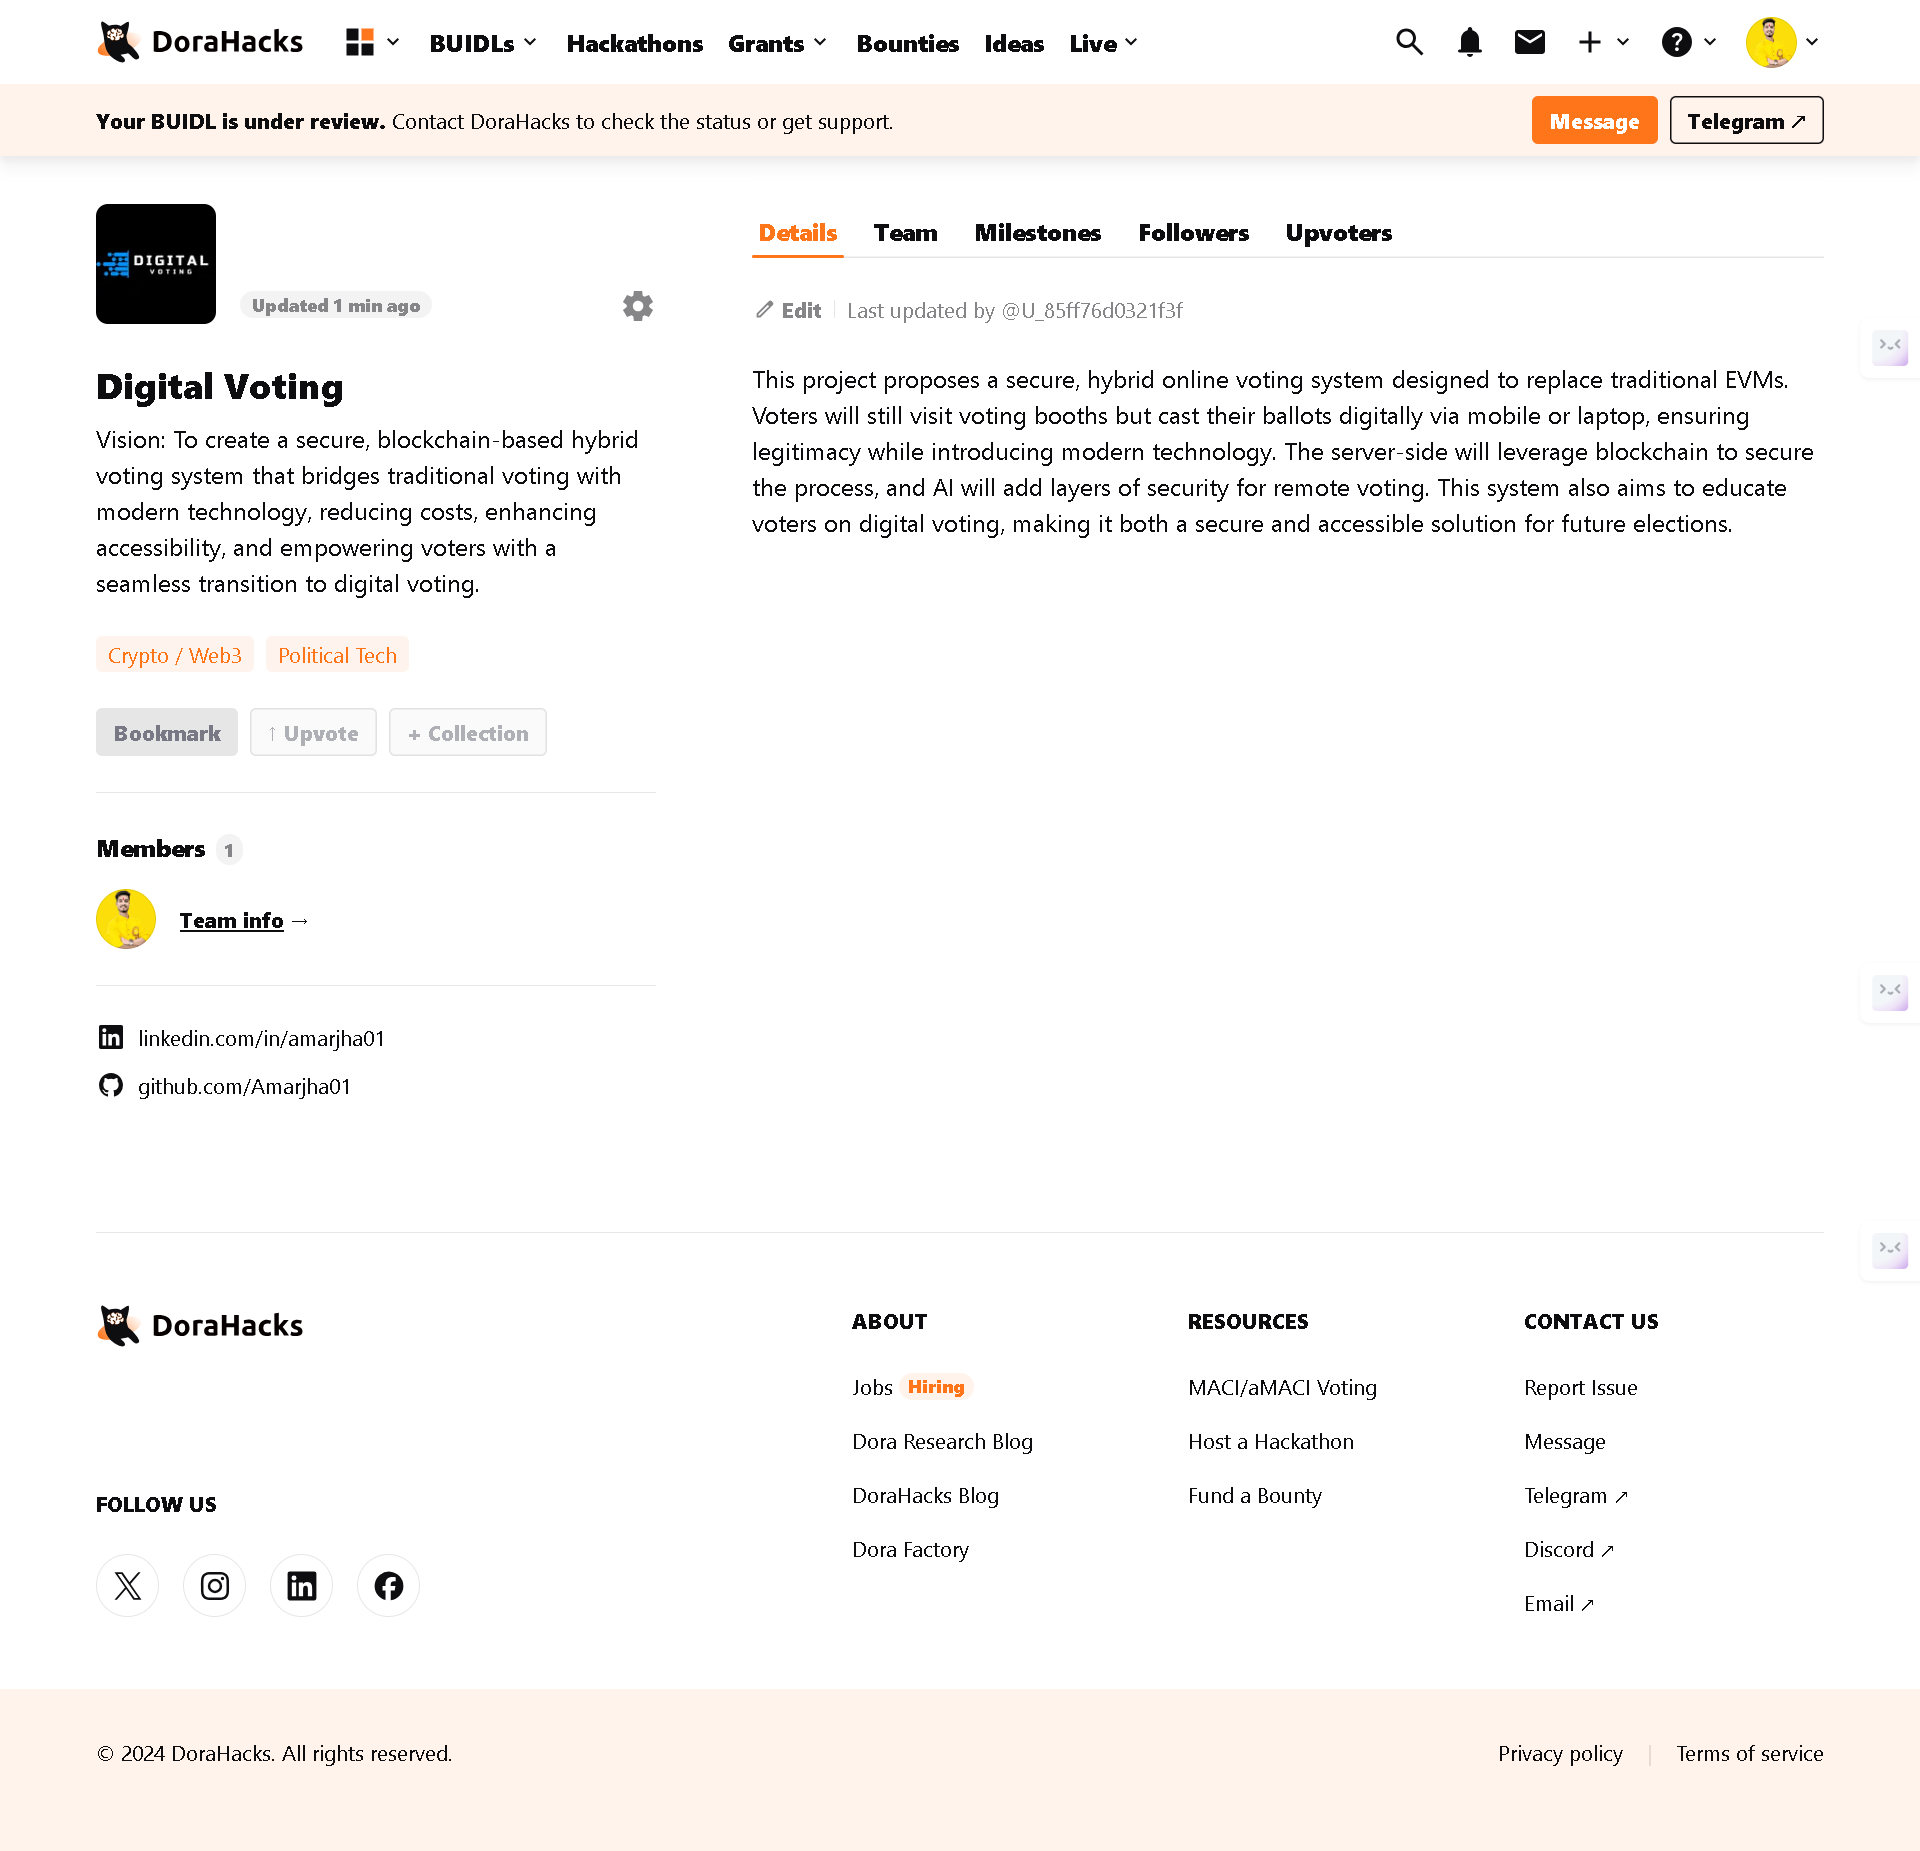 DoraHacks
BUIDLs
Hackathons
Grants
Bounties
Ideas
Live
Your BUIDL is under review. Contact DoraHacks to check the status or get support.
Message
Telegram ↗
DIGITAL
VOTING
Updated 1 min ago
Digital Voting
Vision: To create a secure, blockchain-based hybrid
voting system that bridges traditional voting with
modern technology, reducing costs, enhancing
accessibility, and empowering voters with a
seamless transition to digital voting.
Crypto / Web3
Political Tech
Bookmark
↑ Upvote
+ Collection
Members 1
Team info →
linkedin.com/in/amarjha01
github.com/Amarjha01
Details
Team
Milestones
Followers
Upvoters
Edit
Last updated by @U_85ff76d0321f3f
This project proposes a secure, hybrid online voting system designed to replace traditional EVMs.
Voters will still visit voting booths but cast their ballots digitally via mobile or laptop, ensuring
legitimacy while introducing modern technology. The server-side will leverage blockchain to secure
the process, and AI will add layers of security for remote voting. This system also aims to educate
voters on digital voting, making it both a secure and accessible solution for future elections.
DoraHacks
FOLLOW US
ABOUT
Jobs Hiring
Dora Research Blog
DoraHacks Blog
Dora Factory
RESOURCES
MACI/aMACI Voting
Host a Hackathon
Fund a Bounty
CONTACT US
Report Issue
Message
Telegram ↗
Discord ↗
Email ↗
© 2024 DoraHacks. All rights reserved.
Privacy policy
Terms of service